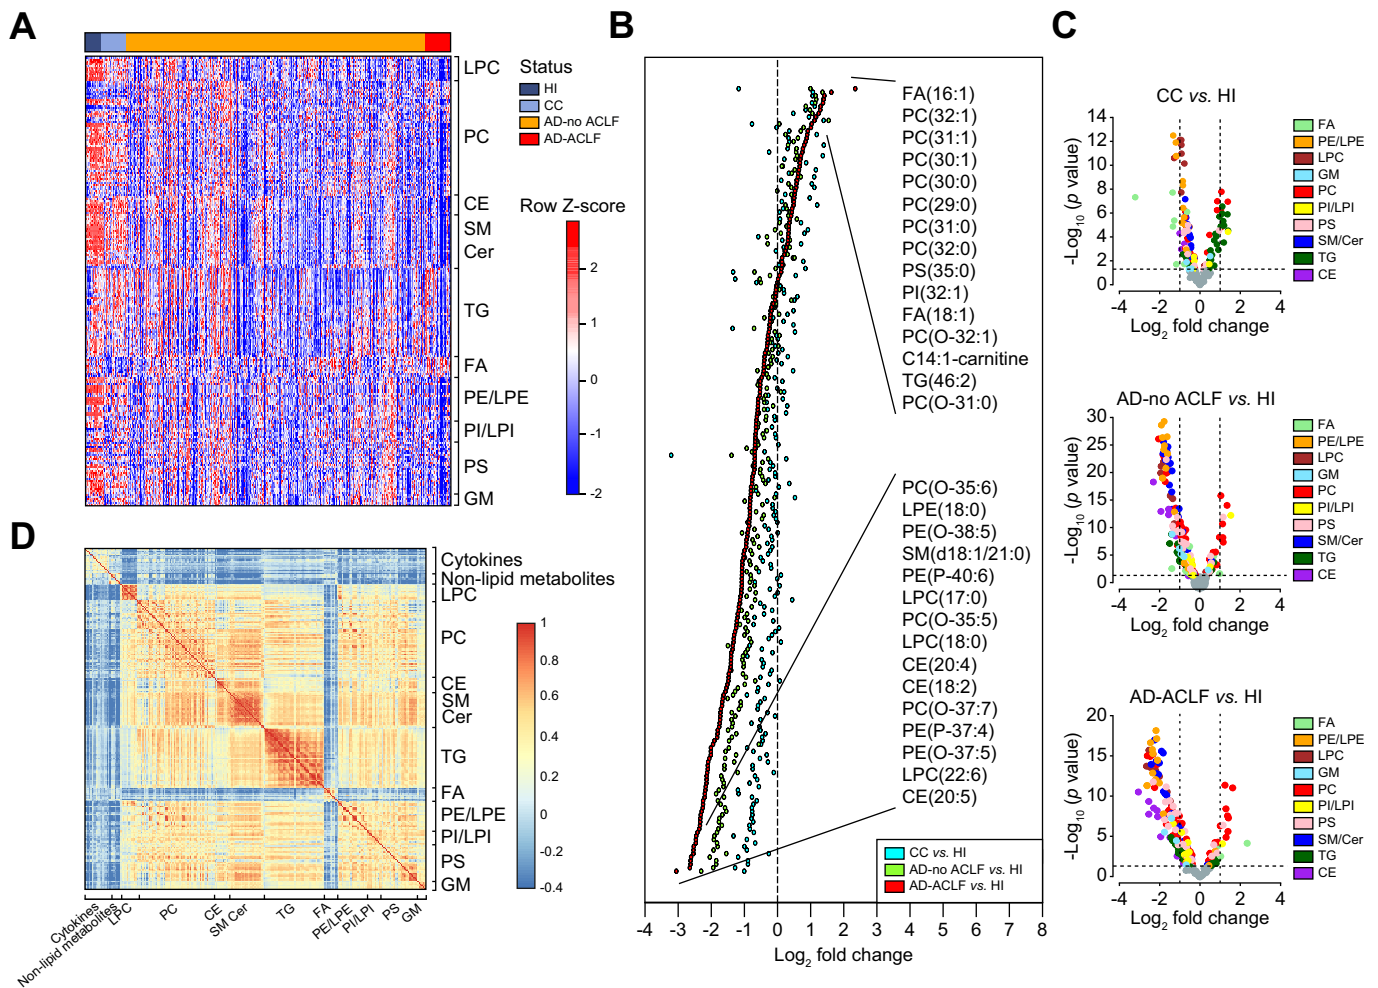 A
Status
HI
CC
AD-no ACLF
AD-ACLF
Row Z-score
2
1
0
-1
-2
LPC
PC
CE
SM
Cer
TG
FA
PE/LPE
PI/LPI
PS
GM
B
FA(16:1)
PC(32:1)
PC(31:1)
PC(30:1)
PC(30:0)
PC(29:0)
PC(31:0)
PC(32:0)
PS(35:0)
PI(32:1)
FA(18:1)
PC(O-32:1)
C14:1-carnitine
TG(46:2)
PC(O-31:0)
PC(O-35:6)
LPE(18:0)
PE(O-38:5)
SM(d18:1/21:0)
PE(P-40:6)
LPC(17:0)
PC(O-35:5)
LPC(18:0)
CE(20:4)
CE(18:2)
PC(O-37:7)
PE(P-37:4)
PE(O-37:5)
LPC(22:6)
CE(20:5)
CC vs. HI
AD-no ACLF vs. HI
AD-ACLF vs. HI
-4 -3 -2 -1 0 1 2 3 4 5 6 7 8
Log2 fold change
C
CC vs. HI
-Log10 (p value)
14
12
10
8
6
4
2
0
-4 -2 0 2 4
Log2 fold change
FA
PE/LPE
LPC
GM
PC
PI/LPI
PS
SM/Cer
TG
CE
AD-no ACLF vs. HI
-Log10 (p value)
30
25
20
15
10
5
0
-4 -2 0 2 4
Log2 fold change
FA
PE/LPE
LPC
GM
PC
PI/LPI
PS
SM/Cer
TG
CE
AD-ACLF vs. HI
-Log10 (p value)
20
15
10
5
0
-4 -2 0 2 4
Log2 fold change
FA
PE/LPE
LPC
GM
PC
PI/LPI
PS
SM/Cer
TG
CE
D
Cytokines
Non-lipid metabolites
LPC
PC
CE
SM
Cer
TG
FA
PE/LPE
PI/LPI
PS
GM
1
0.8
0.6
0.4
0.2
0
-0.2
-0.4
Cytokines
Non-lipid metabolites
LPC
PC
CE
SM Cer
TG
FA
PE/LPE
PI/LPI
PS
GM